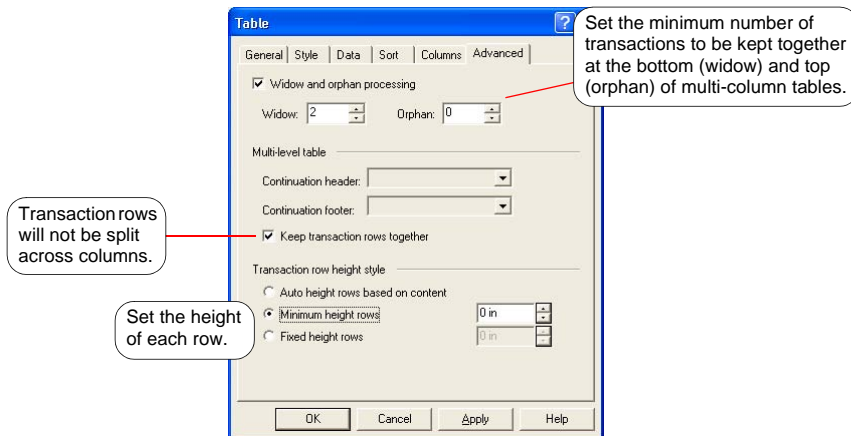 Table
?
General Style Data Sort Columns Advanced
Set the minimum number of
transactions to be kept together
at the bottom (widow) and top
(orphan) of multi-column tables.
Widow and orphan processing
Widow: 2 Orphan: 0
Multi-level table
Continuation header:
Continuation footer:
Keep transaction rows together
Transaction rows
will not be split
across columns.
Transaction row height style
Auto height rows based on content
Minimum height rows 0 in
Fixed height rows 0 in
Set the height
of each row.
OK Cancel Apply Help